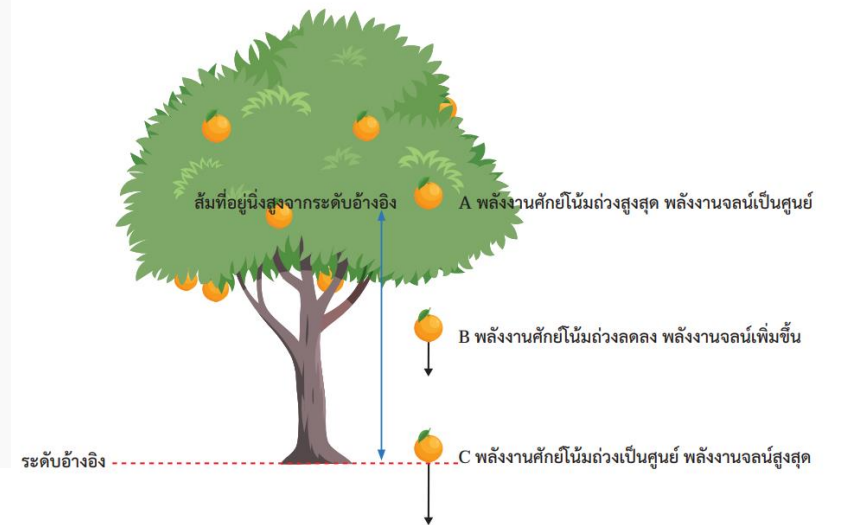 ส้มที่อยู่นิ่งสูงจากระดับอ้างอิง
A พลังงานศักย์โน้มถ่วงสูงสุด พลังงานจลน์เป็นศูนย์
B พลังงานศักย์โน้มถ่วงลดลง พลังงานจลน์เพิ่มขึ้น
ระดับอ้างอิง
C พลังงานศักย์โน้มถ่วงเป็นศูนย์ พลังงานจลน์สูงสุด